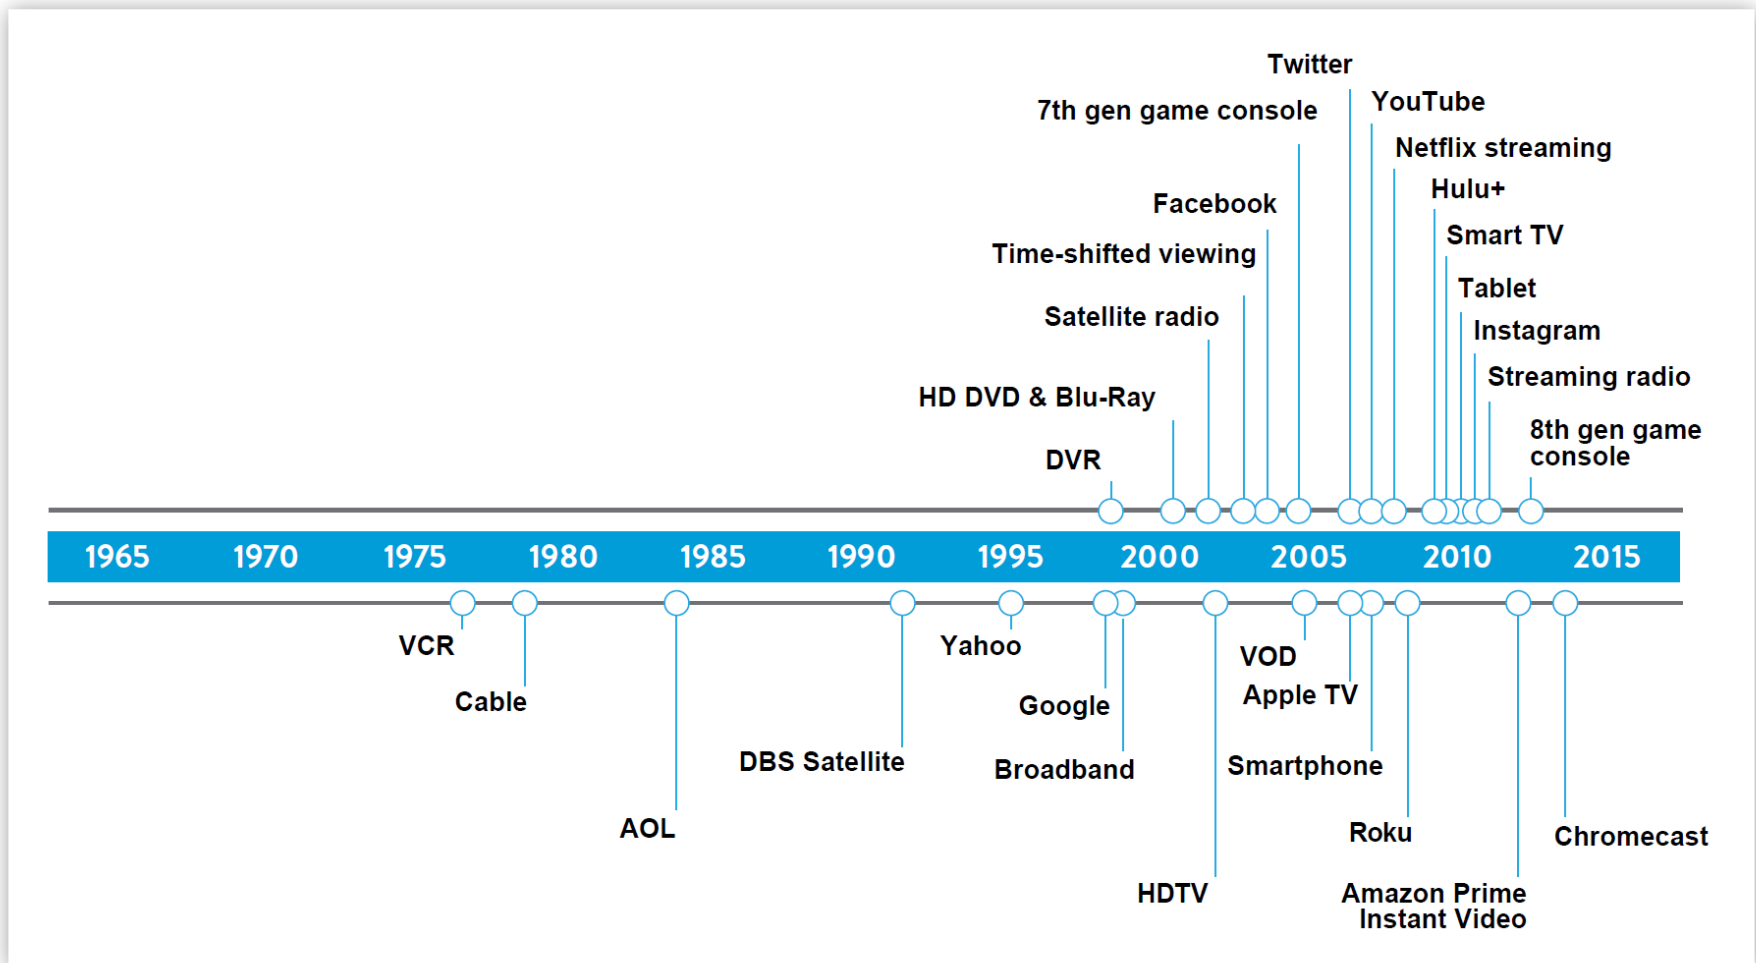 Twitter
YouTube
7th gen game console
Netflix streaming
Hulu+
Facebook
Smart TV
Time-shifted viewing
Tablet
Satellite radio
Instagram
Streaming radio
HD DVD & Blu-Ray
8th gen game
console
DVR
1965 1970 1975 1980 1985 1990 1995 2000 2005 2010 2015
VCR
Yahoo
VOD
Apple TV
Cable
Google
DBS Satellite
Smartphone
Broadband
AOL
Roku
Chromecast
HDTV
Amazon Prime
Instant Video